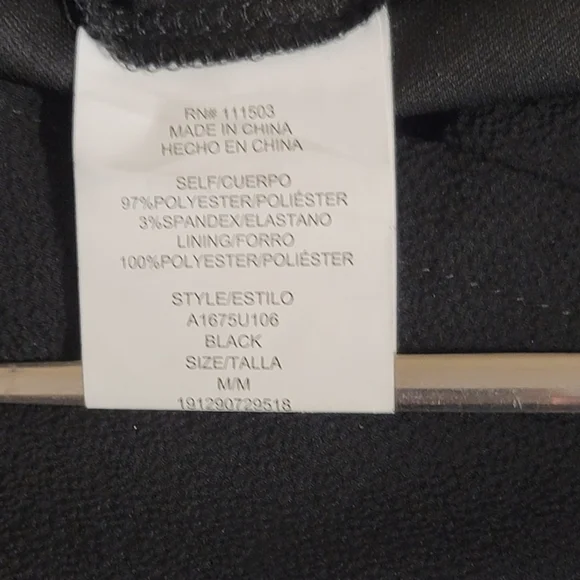 RN# 111503
MADE IN CHINA
HECHO EN CHINA
SELF/CUERPO
97%POLYESTER/POLIÉSTER
3%SPANDEX/ELASTANO
LINING/FORRO
100%POLYESTER/POLIÉSTER
STYLE/ESTILO
A1675U106
BLACK
SIZE/TALLA
M/M
191290729518